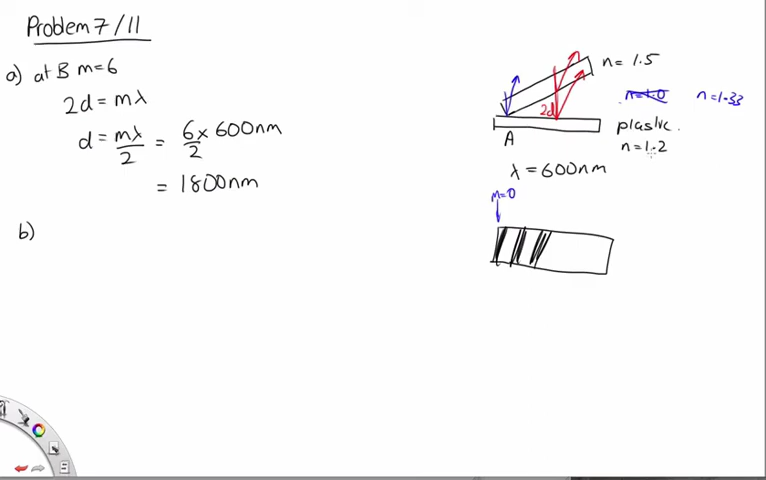 Problem 7/11
a) at B m=6
2d = mλ
d = mλ/2 = 6/2 x 600nm
= 1800nm
b)
n = 1.5
n=1.0 n=1.33
plastic.
n=1.2
2d
A
λ = 600nm
m=0